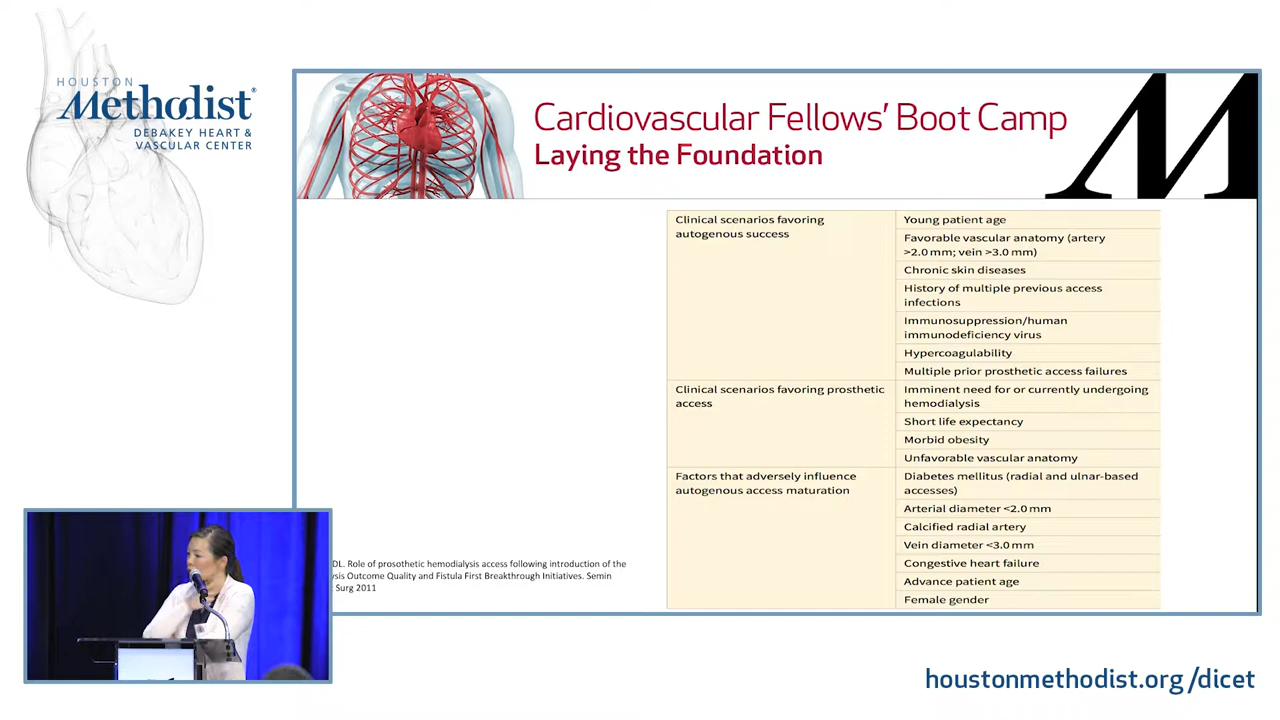 HOUSTON
Methodist®
DEBAKEY HEART &
VASCULAR CENTER
Cardiovascular Fellows' Boot Camp
Laying the Foundation
M
Clinical scenarios favoring
autogenous success
Young patient age
Favorable vascular anatomy (artery
>2.0 mm; vein >3.0 mm)
Chronic skin diseases
History of multiple previous access
infections
Immunosuppression/human
immunodeficiency virus
Hypercoagulability
Multiple prior prosthetic access failures
Clinical scenarios favoring prosthetic
access
Imminent need for or currently undergoing
hemodialysis
Short life expectancy
Morbid obesity
Unfavorable vascular anatomy
Factors that adversely influence
autogenous access maturation
Diabetes mellitus (radial and ulnar-based
accesses)
Arterial diameter <2.0 mm
Calcified radial artery
Vein diameter <3.0 mm
Congestive heart failure
Advance patient age
Female gender
DL. Role of prosothetic hemodialysis access following introduction of the
sis Outcome Quality and Fistula First Breakthrough Initiatives. Semin
Surg 2011
houstonmethodist.org/dicet